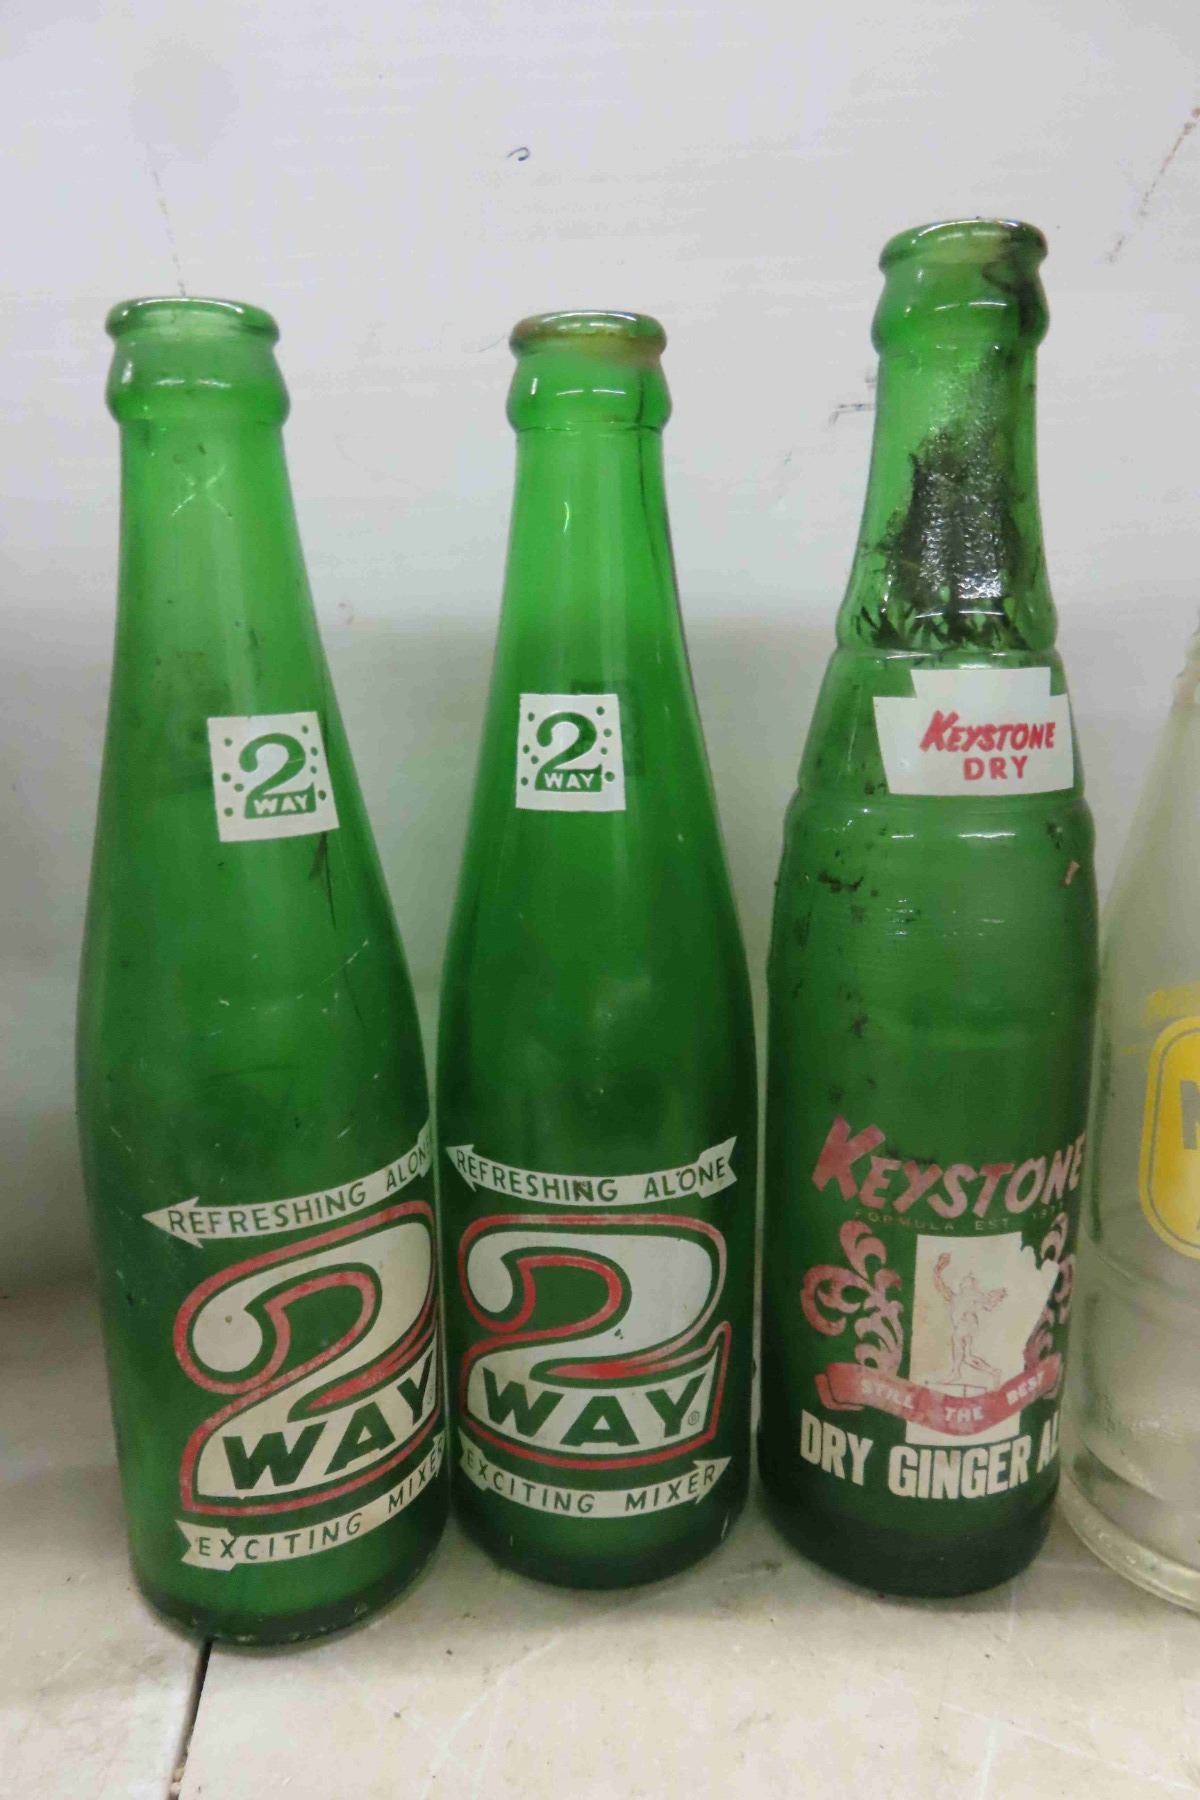 2
WAY
REFRESHING ALONE
2
WAY
EXCITING MIXER
2
WAY
REFRESHING ALONE
2
WAY ®
EXCITING MIXER
KEYSTONE
DRY
KEYSTONE
FORMULA EST
STILL THE BEST
DRY GINGER